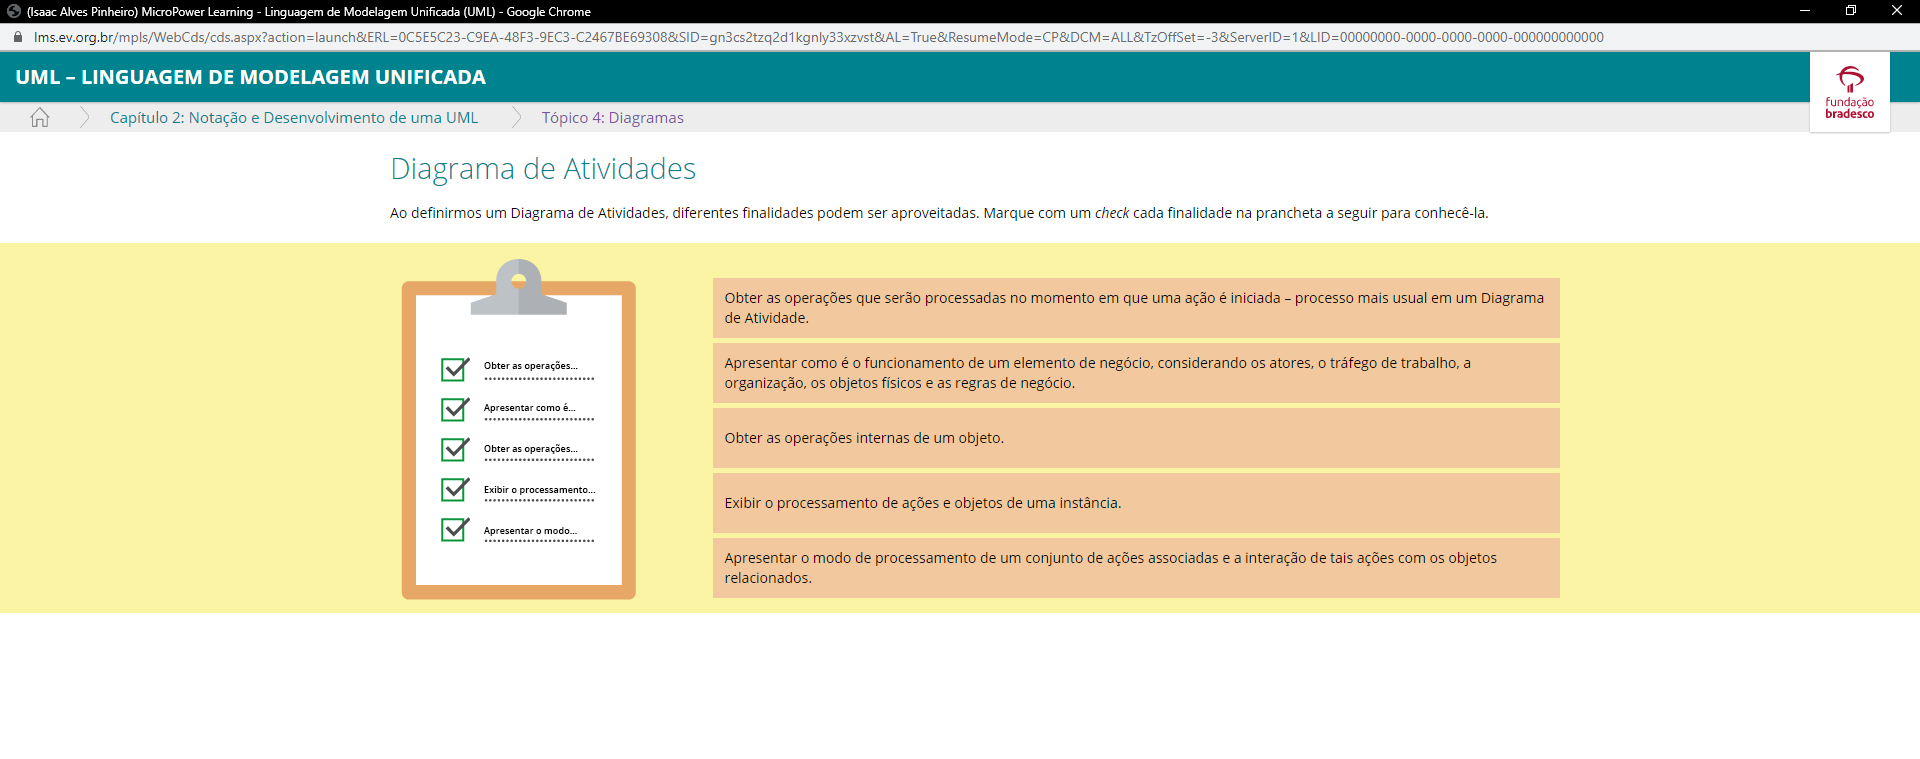 (Isaac Alves Pinheiro) MicroPower Learning - Linguagem de Modelagem Unificada (UML) - Google Chrome
lms.ev.org.br/mpls/WebCds/cds.aspx?action=launch&ERL=0C5E5C23-C9EA-48F3-9EC3-C2467BE69308&SID=gn3cs2tzq2d1kgnly33xzvst&AL=True&ResumeMode=CP&DCM=ALL&TzOffSet=-3&ServerID=1&LID=00000000-0000-0000-0000-000000000000
UML – LINGUAGEM DE MODELAGEM UNIFICADA
fundação
bradesco
Capítulo 2: Notação e Desenvolvimento de uma UML
Tópico 4: Diagramas
Diagrama de Atividades
Ao definirmos um Diagrama de Atividades, diferentes finalidades podem ser aproveitadas. Marque com um check cada finalidade na prancheta a seguir para conhecê-la.
Obter as operações...
Apresentar como é...
Obter as operações...
Exibir o processamento...
Apresentar o modo...
Obter as operações que serão processadas no momento em que uma ação é iniciada – processo mais usual em um Diagrama
de Atividade.
Apresentar como é o funcionamento de um elemento de negócio, considerando os atores, o tráfego de trabalho, a
organização, os objetos físicos e as regras de negócio.
Obter as operações internas de um objeto.
Exibir o processamento de ações e objetos de uma instância.
Apresentar o modo de processamento de um conjunto de ações associadas e a interação de tais ações com os objetos
relacionados.